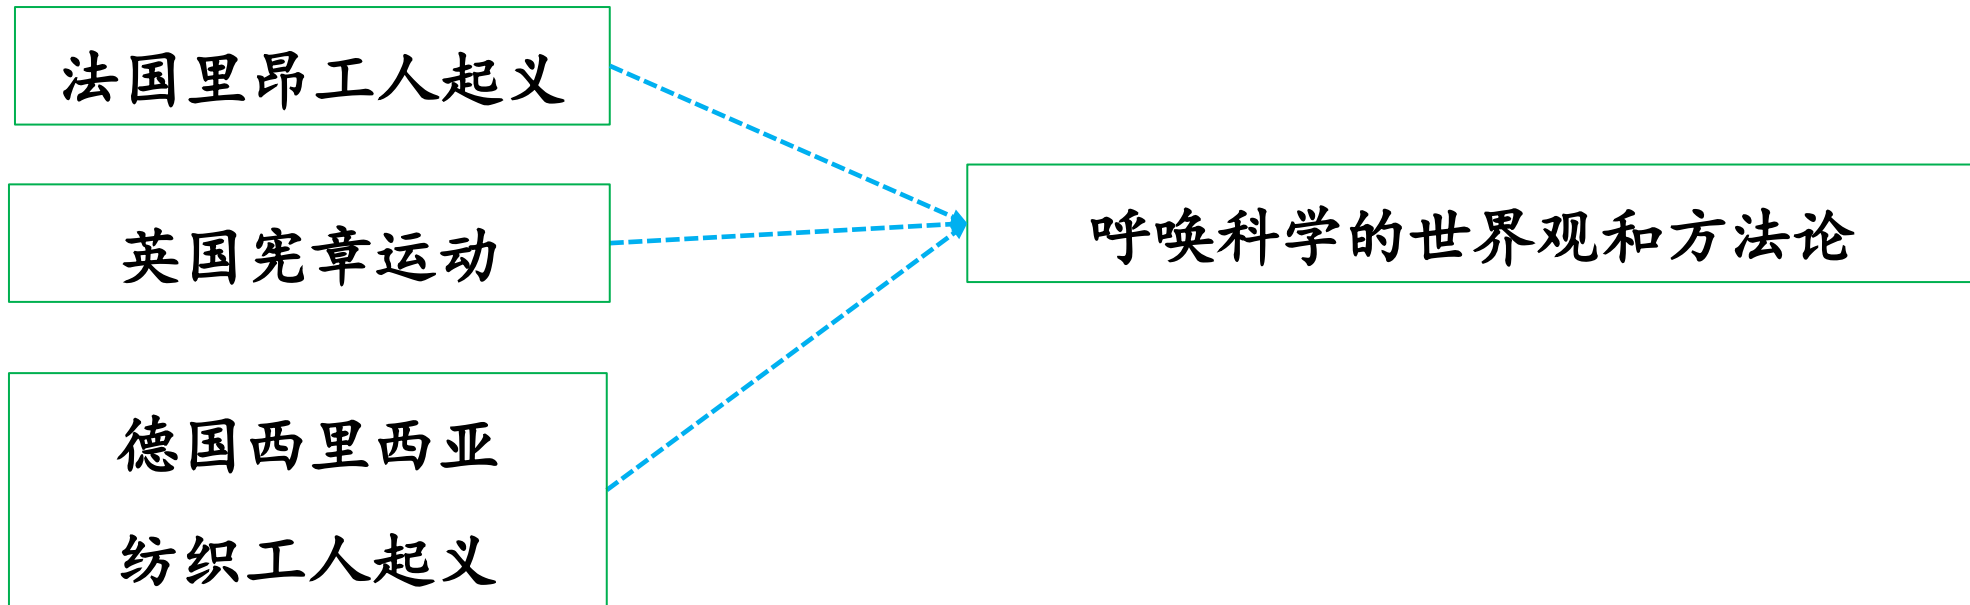 法国里昂工人起义
英国宪章运动
德国西里西亚
纺织工人起义
呼唤科学的世界观和方法论